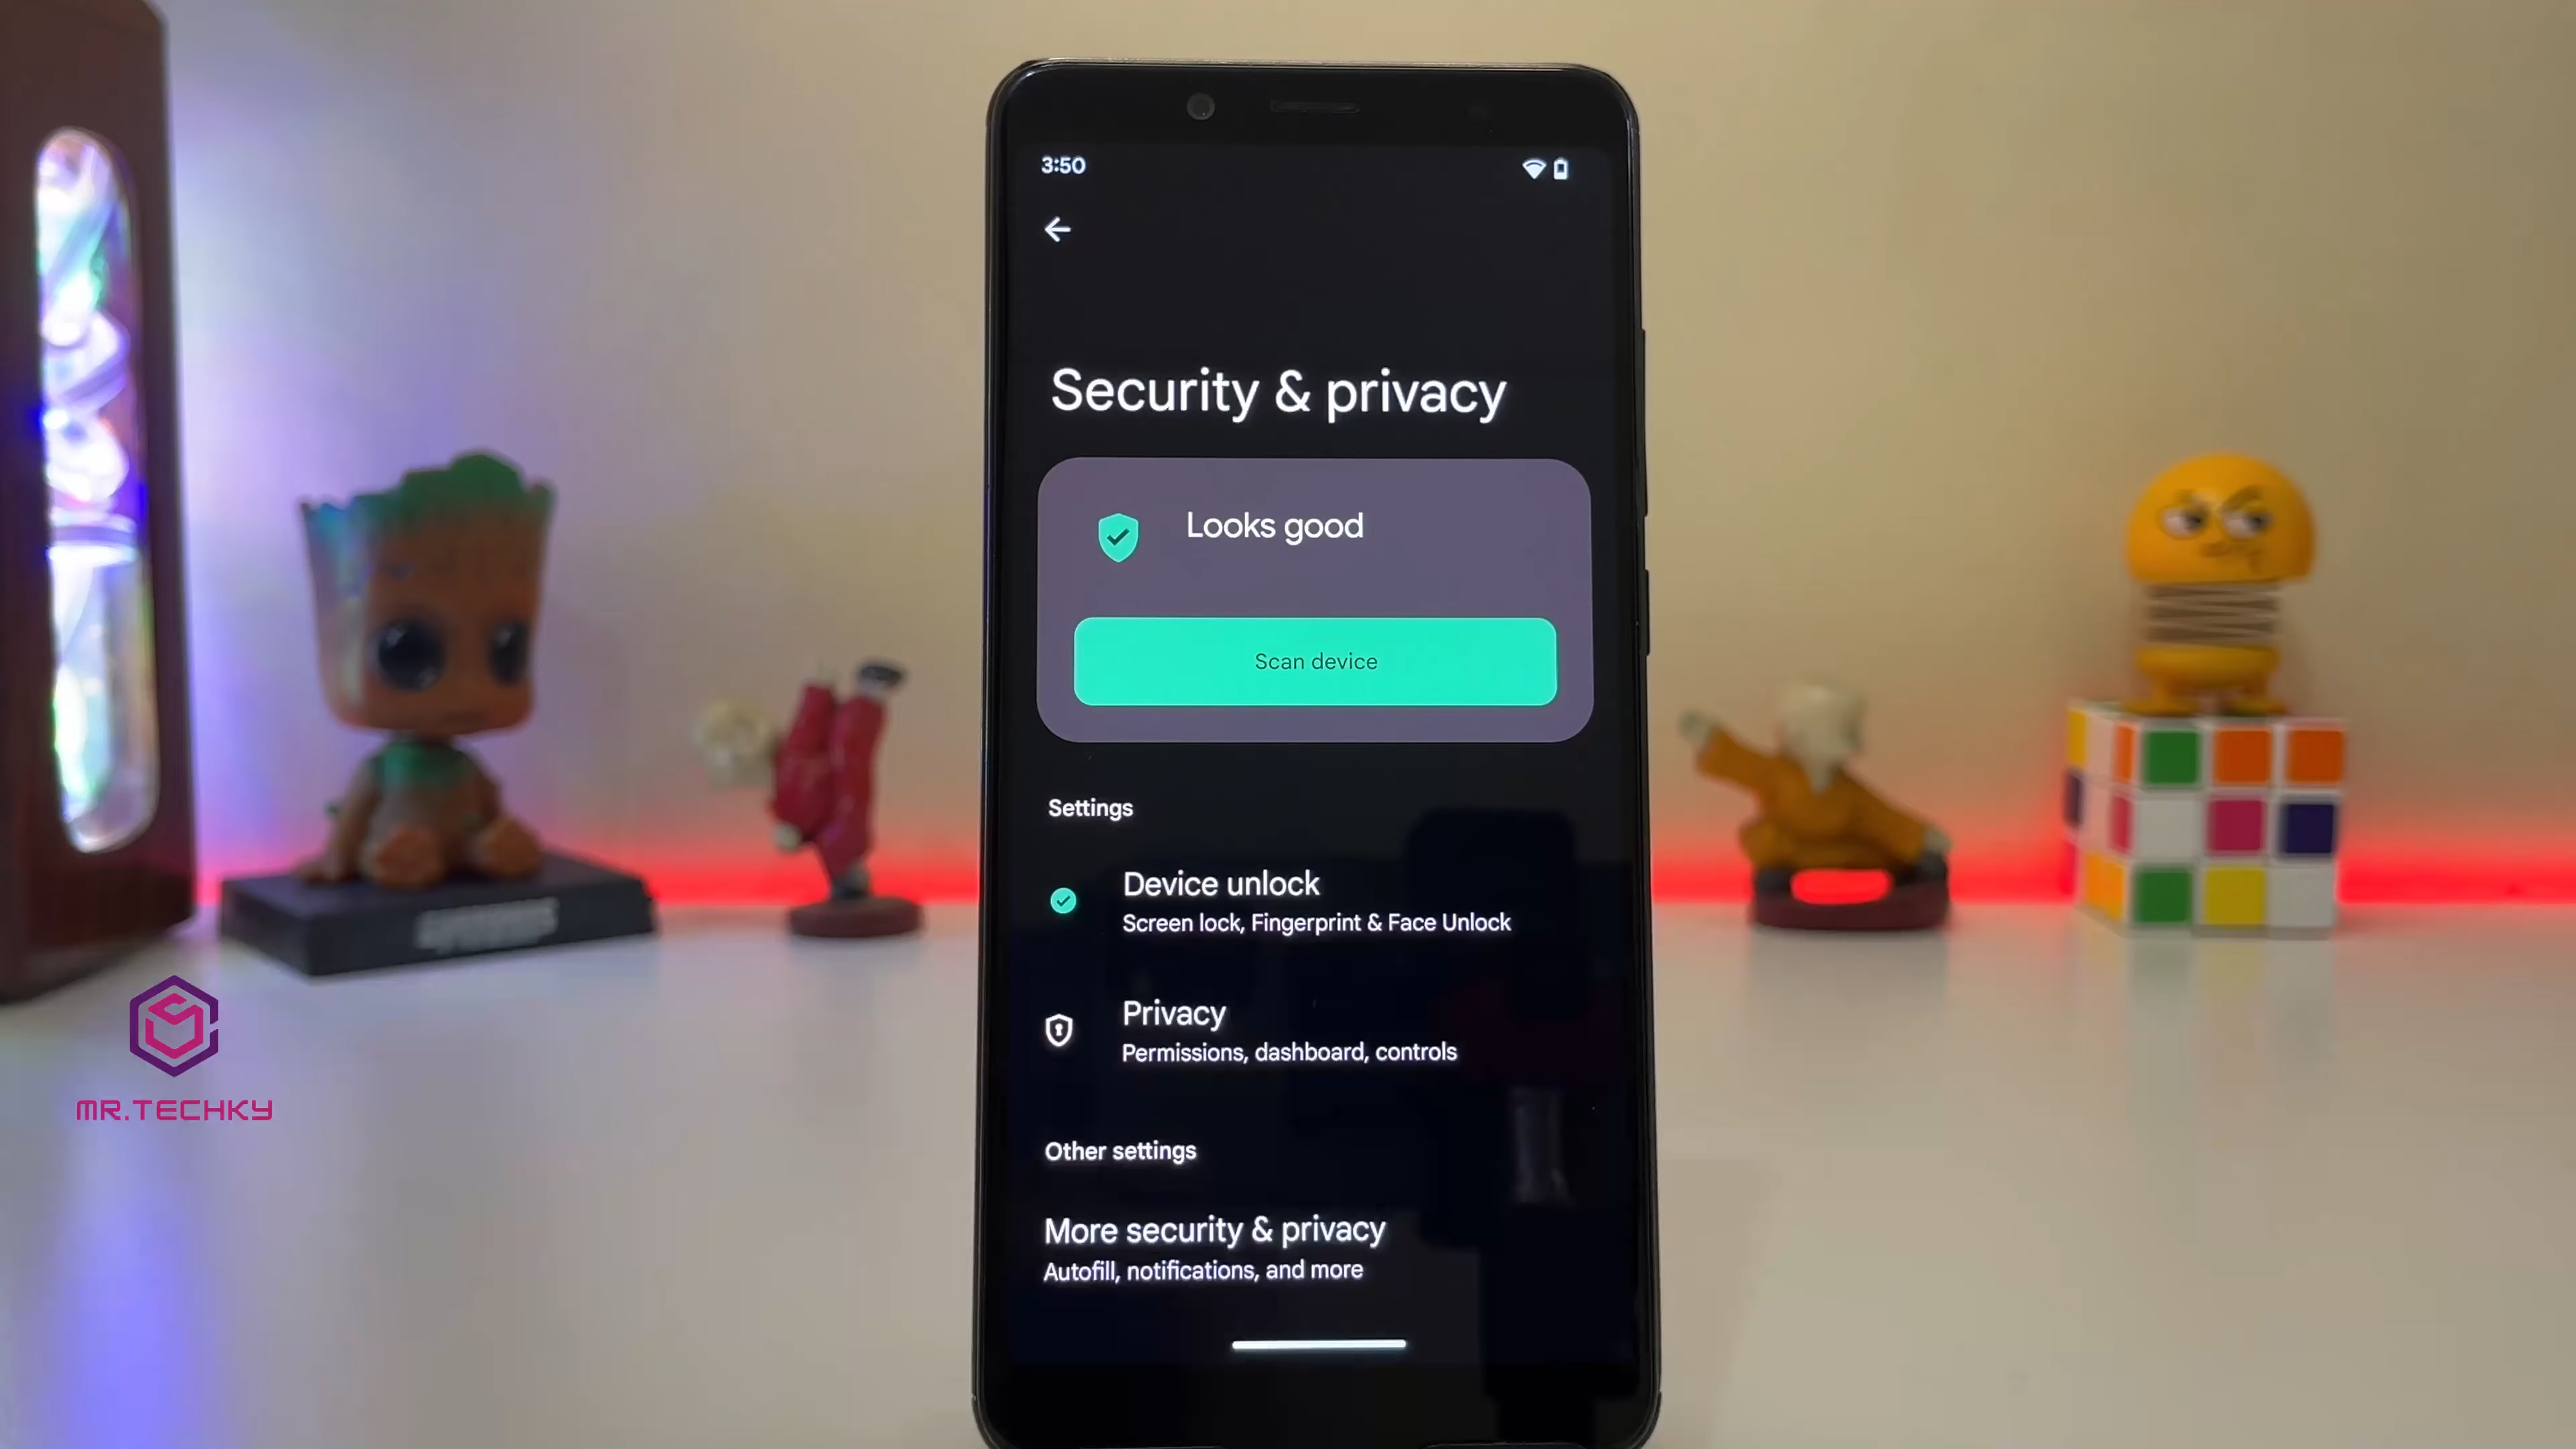 3:50
Security & privacy
Looks good
Scan device
Settings
Device unlock
Screen lock, Fingerprint & Face Unlock
Privacy
Permissions, dashboard, controls
Other settings
More security & privacy
Autofill, notifications, and more
MR.TECHKY